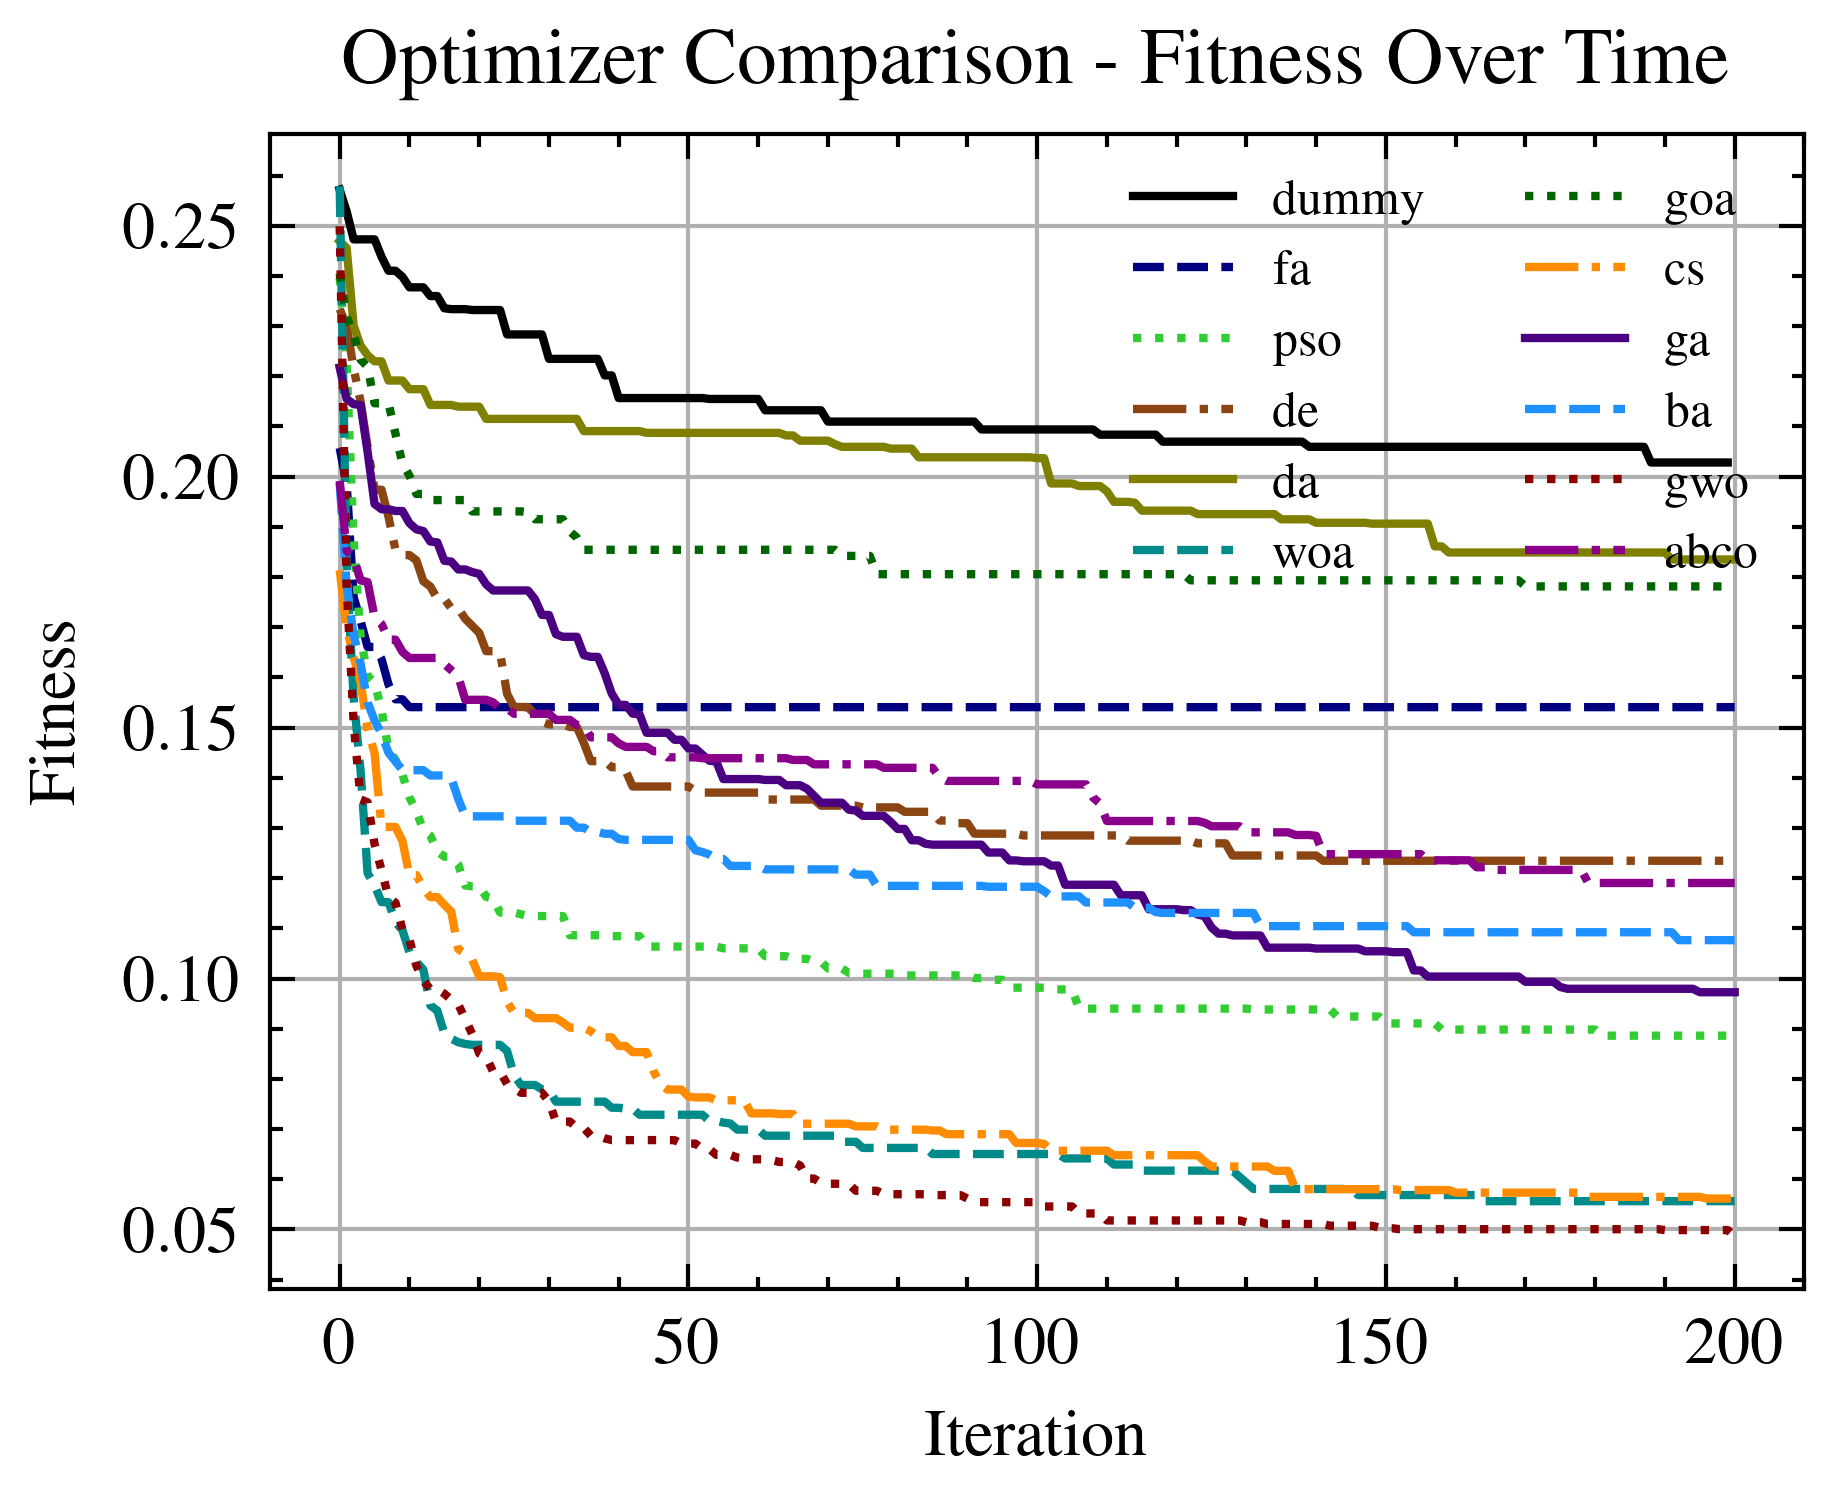 Optimizer Comparison - Fitness Over Time
Fitness
0.25
0.20
0.15
0.10
0.05
dummy
fa
pso
de
da
woa
goa
cs
ga
ba
gwo
abco
0 50 100 150 200
Iteration